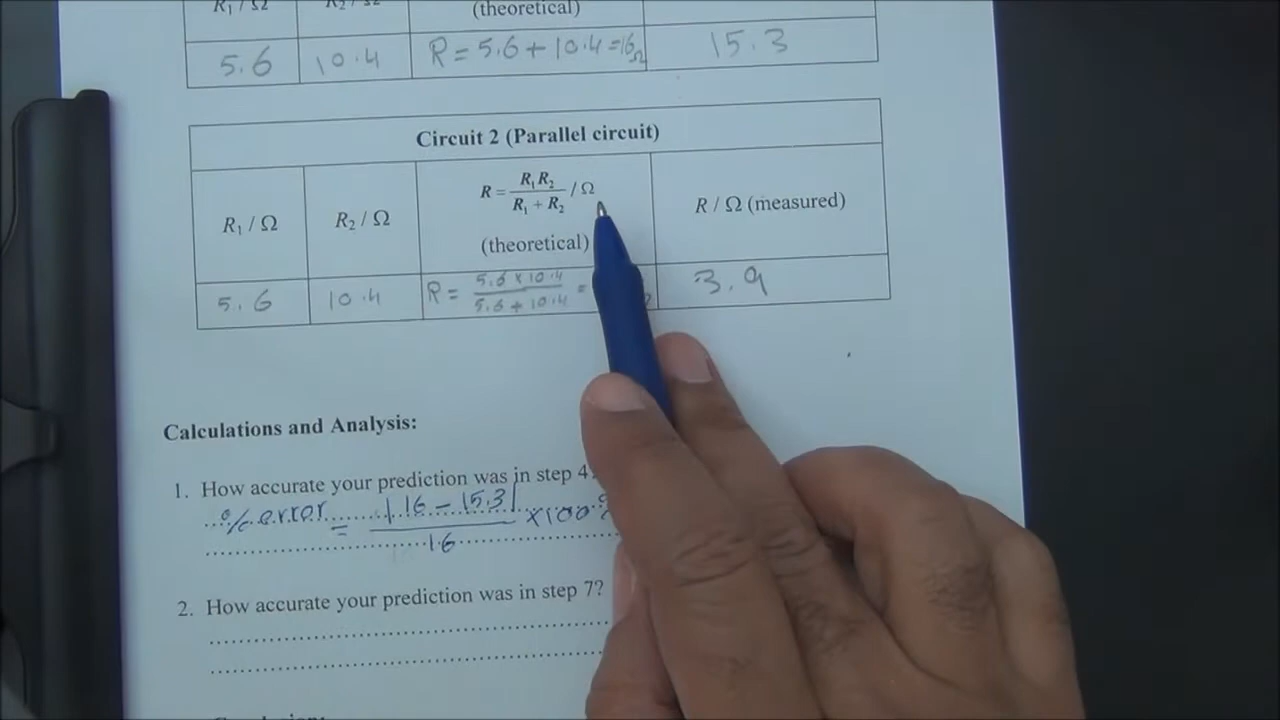 R₁ / Ω R₂ / Ω (theoretical)
5.6 10.4 R = 5.6 + 10.4 = 16Ω 15.3
Circuit 2 (Parallel circuit)
R₁ / Ω R₂ / Ω R = R₁R₂ / R₁ + R₂ / Ω (theoretical) R / Ω (measured)
5.6 10.4 R = 5.6 × 10.4 / 5.6 + 10.4 = Ω 3.9
Calculations and Analysis:
1. How accurate your prediction was in step 4
% error = |16 - 15.3| / 16 × 100%
2. How accurate your prediction was in step 7?